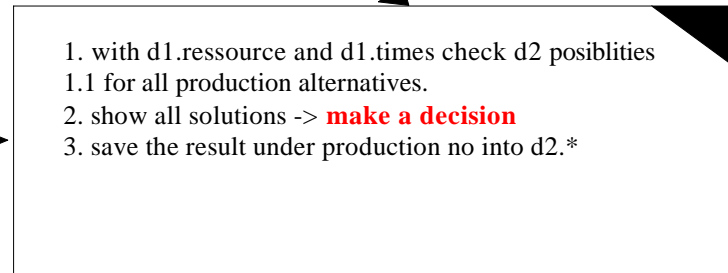 1. with d1.ressource and d1.times check d2 posiblities
1.1 for all production alternatives.
2. show all solutions -> make a decision
3. save the result under production no into d2.*